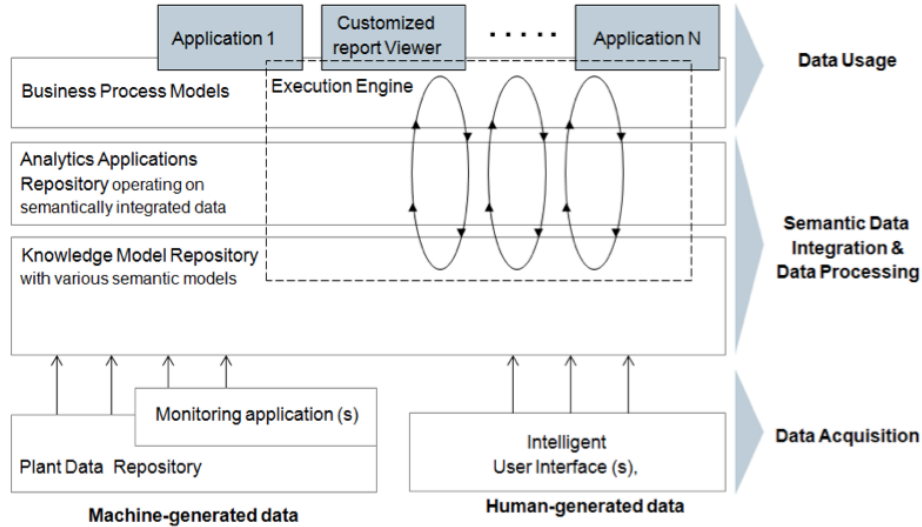 Application 1
Customized
report Viewer
.....
Application N
Data Usage
Business Process Models
Execution Engine
Analytics Applications
Repository operating on
semantically integrated data
Knowledge Model Repository
with various semantic models
Semantic Data
Integration &
Data Processing
Monitoring application (s)
Plant Data Repository
Intelligent
User Interface (s),
Data Acquisition
Machine-generated data
Human-generated data